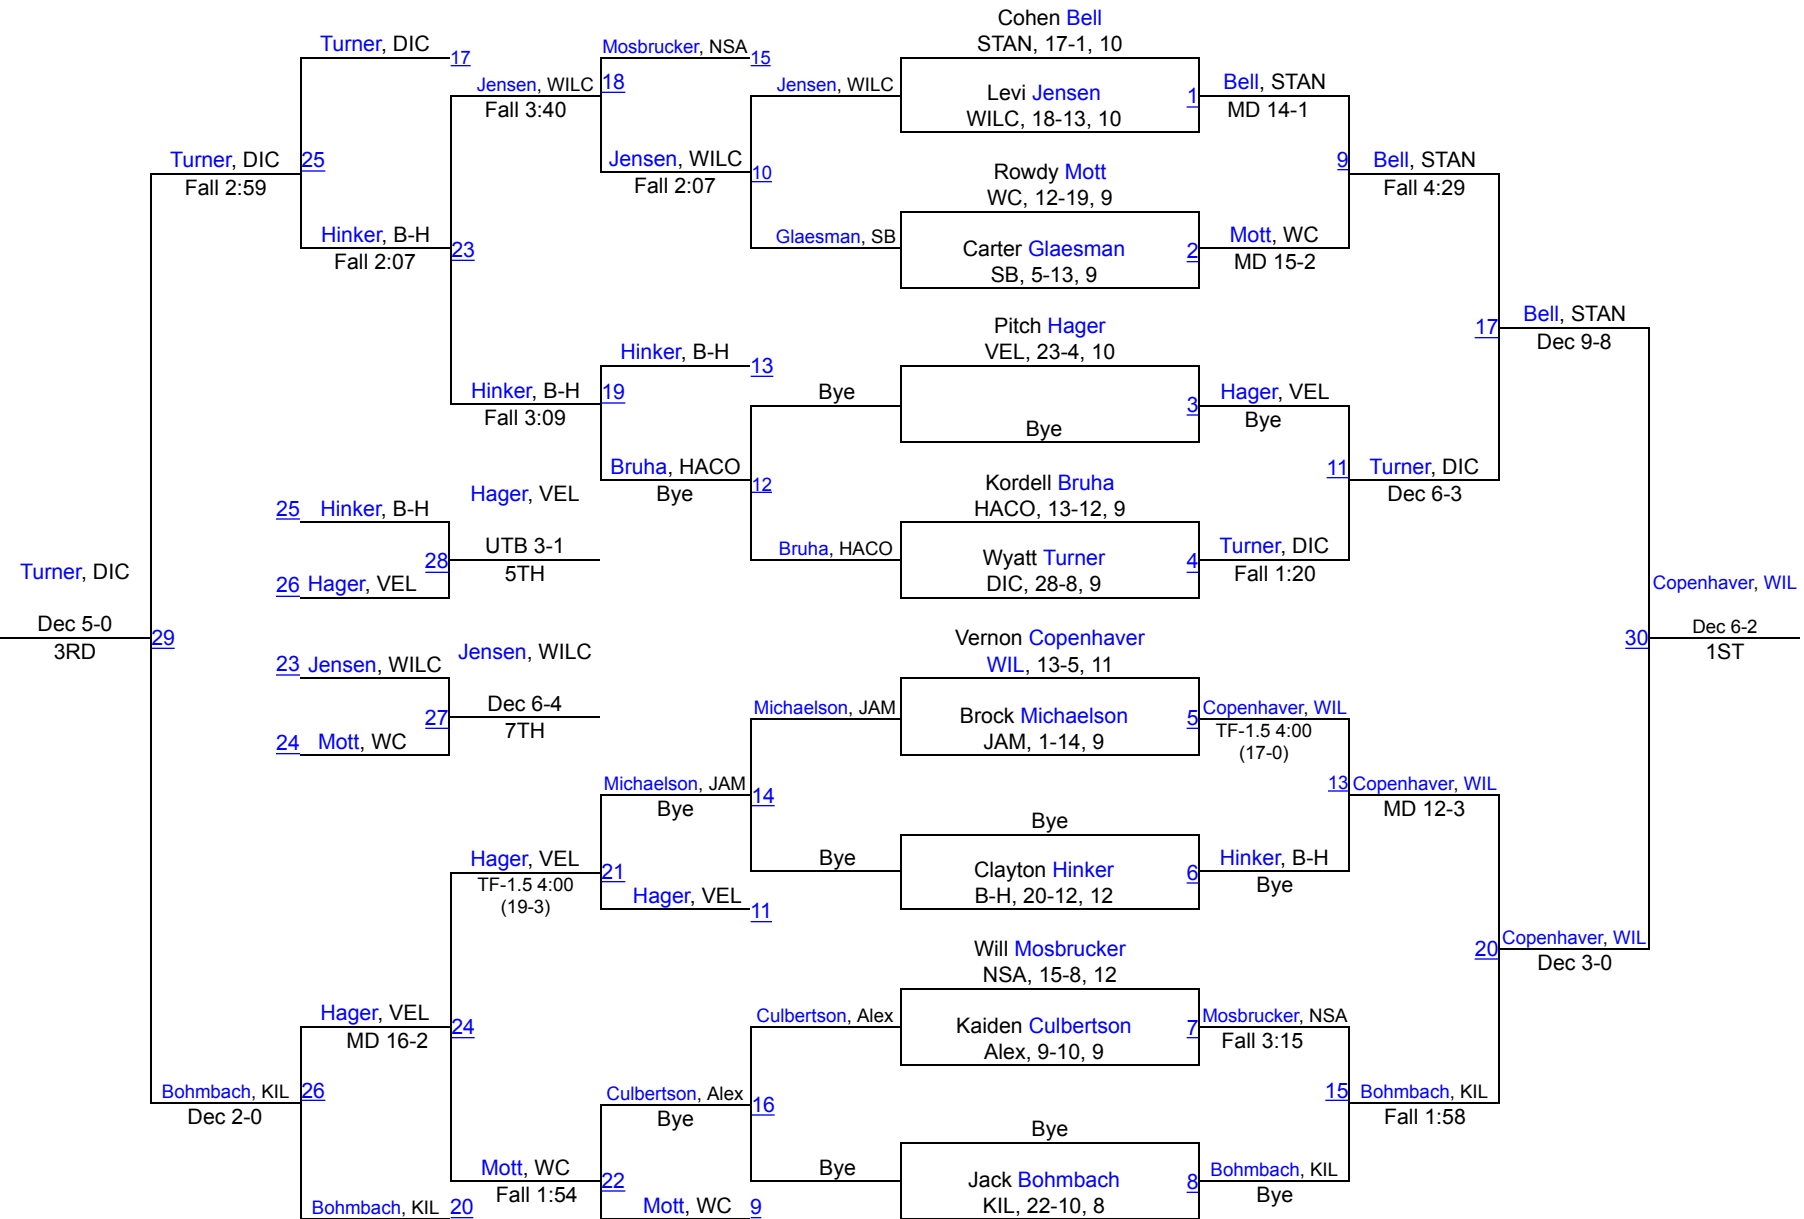 Cohen Bell
STAN, 17-1, 10
Turner, DIC
17
Mosbrucker, NSA
15
Jensen, WILC
18
Fall 3:40
Jensen, WILC
Levi Jensen
WILC, 18-13, 10
1
Bell, STAN
MD 14-1
Turner, DIC
25
Fall 2:59
Jensen, WILC
10
Fall 2:07
Rowdy Mott
WC, 12-19, 9
9
Bell, STAN
Fall 4:29
Hinker, B-H
23
Fall 2:07
Glaesman, SB
Carter Glaesman
SB, 5-13, 9
2
Mott, WC
MD 15-2
Pitch Hager
VEL, 23-4, 10
17
Bell, STAN
Dec 9-8
Hinker, B-H
13
Hinker, B-H
19
Fall 3:09
Bye
Bye
3
Hager, VEL
Bye
Bruha, HACO
12
Bye
Kordell Bruha
HACO, 13-12, 9
11
Turner, DIC
Dec 6-3
25
Hinker, B-H
Hager, VEL
28
UTB 3-1
5TH
26
Hager, VEL
Bruha, HACO
Wyatt Turner
DIC, 28-8, 9
4
Turner, DIC
Fall 1:20
Turner, DIC
Dec 5-0
3RD
29
Copenhaver, WIL
30
Dec 6-2
1ST
23
Jensen, WILC
Jensen, WILC
27
Dec 6-4
7TH
24
Mott, WC
Vernon Copenhaver
WIL, 13-5, 11
Michaelson, JAM
Brock Michaelson
JAM, 1-14, 9
5
Copenhaver, WIL
TF-1.5 4:00
(17-0)
Michaelson, JAM
14
Bye
Bye
13
Copenhaver, WIL
MD 12-3
Hager, VEL
21
TF-1.5 4:00
(19-3)
Hager, VEL
11
Bye
Clayton Hinker
B-H, 20-12, 12
6
Hinker, B-H
Bye
Will Mosbrucker
NSA, 15-8, 12
20
Copenhaver, WIL
Dec 3-0
Hager, VEL
24
MD 16-2
Culbertson, Alex
Kaiden Culbertson
Alex, 9-10, 9
7
Mosbrucker, NSA
Fall 3:15
Bohmbach, KIL
26
Dec 2-0
Culbertson, Alex
16
Bye
Bye
15
Bohmbach, KIL
Fall 1:58
Mott, WC
22
Fall 1:54
Bye
Jack Bohmbach
KIL, 22-10, 8
8
Bohmbach, KIL
Bye
Bohmbach, KIL
20
Mott, WC
9